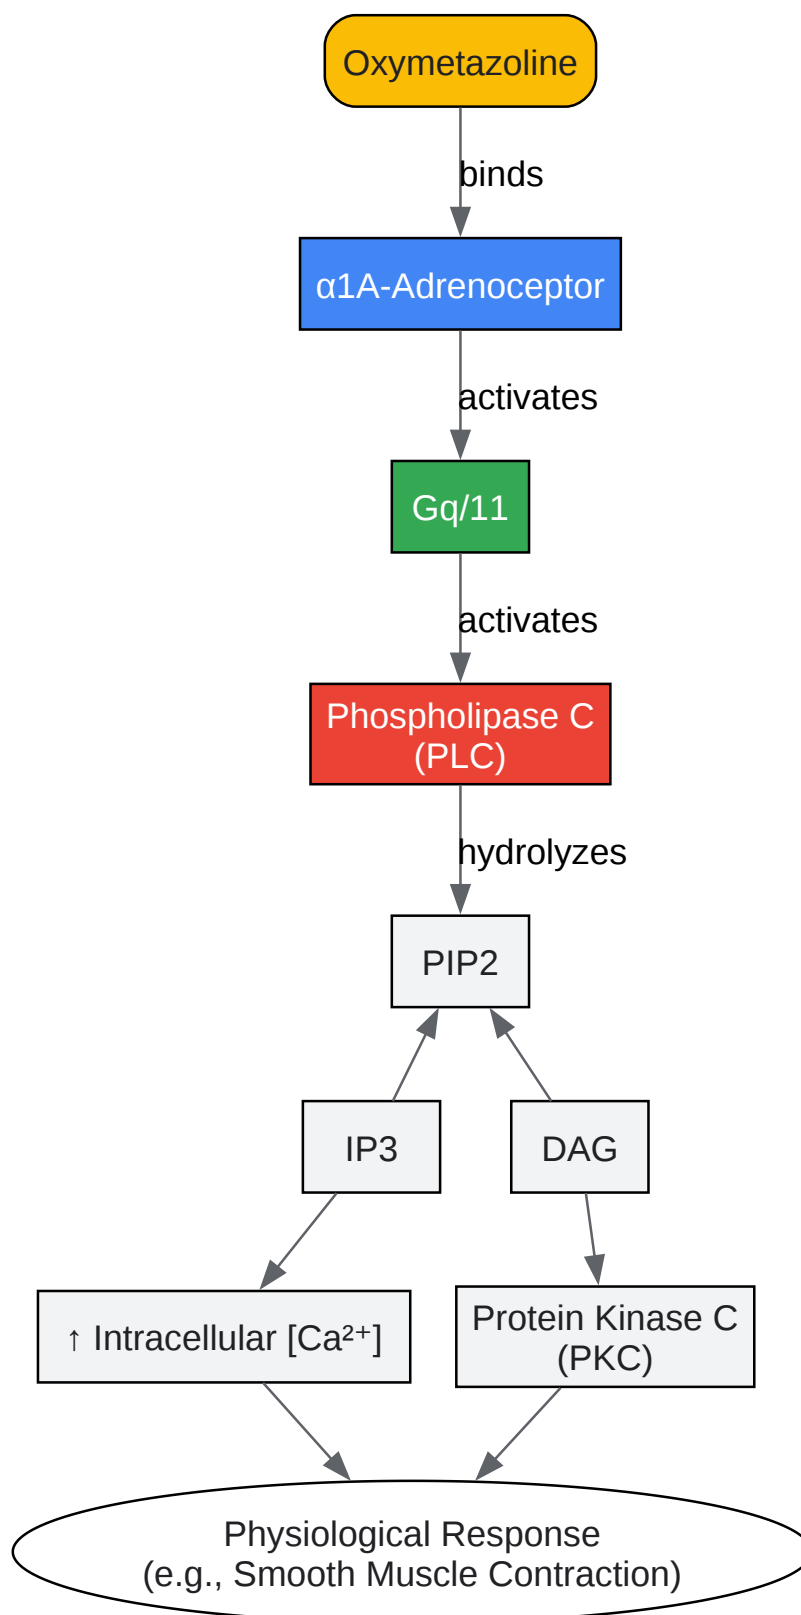 Oxymetazoline
binds
α1A-Adrenoceptor
activates
Gq/11
activates
Phospholipase C
(PLC)
hydrolyzes
PIP2
IP3
DAG
↑ Intracellular [Ca²⁺]
Protein Kinase C
(PKC)
Physiological Response
(e.g., Smooth Muscle Contraction)